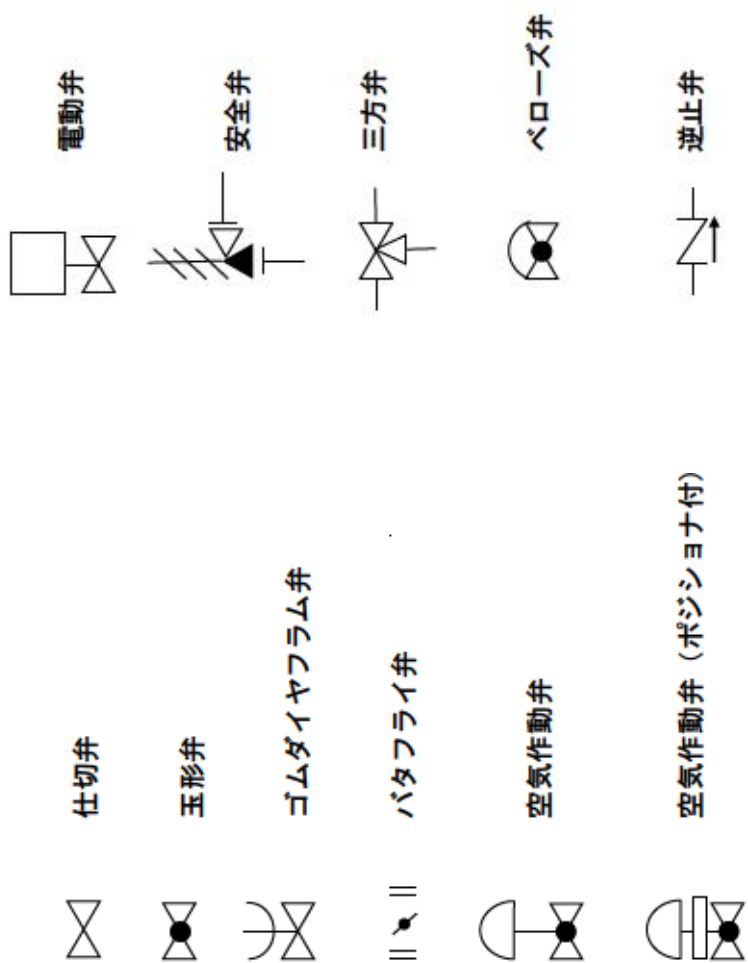 仕切弁
玉形弁
ゴムダイヤフラム弁
バタフライ弁
空気作動弁
空気作動弁（ポジショナ付）
電動弁
安全弁
三方弁
ベローズ弁
逆止弁